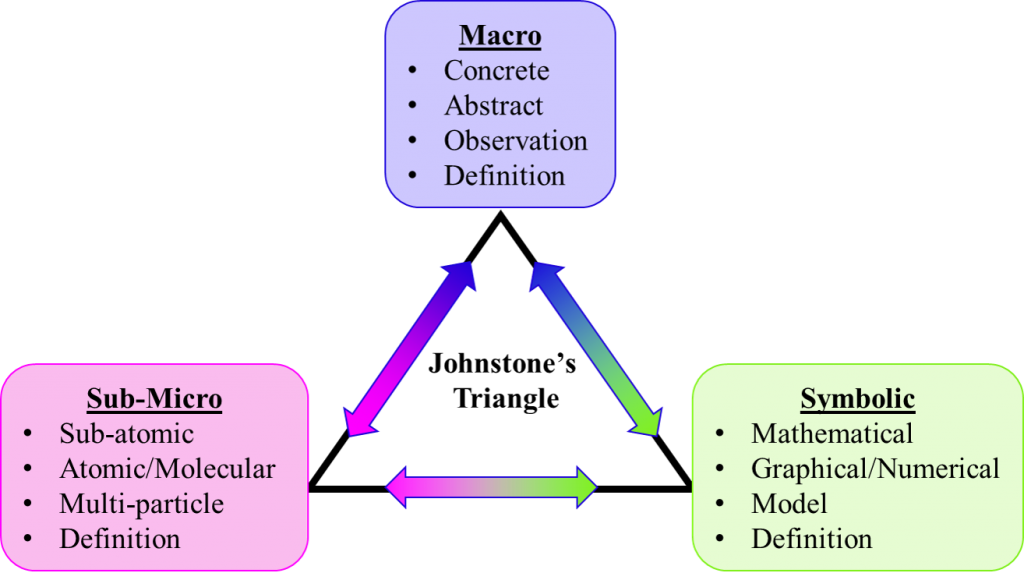 Macro
• Concrete
• Abstract
• Observation
• Definition
Johnstone’s
Triangle
Sub-Micro
• Sub-atomic
• Atomic/Molecular
• Multi-particle
• Definition
Symbolic
• Mathematical
• Graphical/Numerical
• Model
• Definition